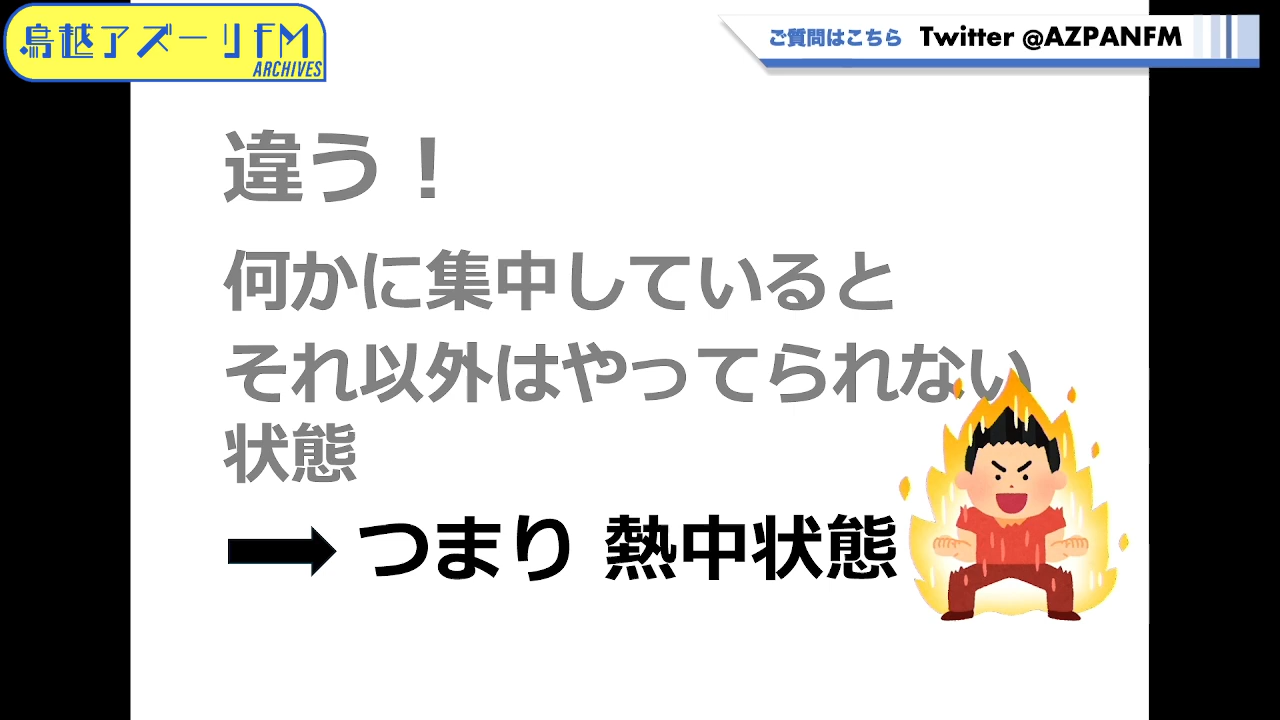 鳥越アズーリFM
ARCHIVES
ご質問はこちら Twitter @AZPANFM
違う！
何かに集中していると
それ以外はやってられない
状態
➡ つまり 熱中状態